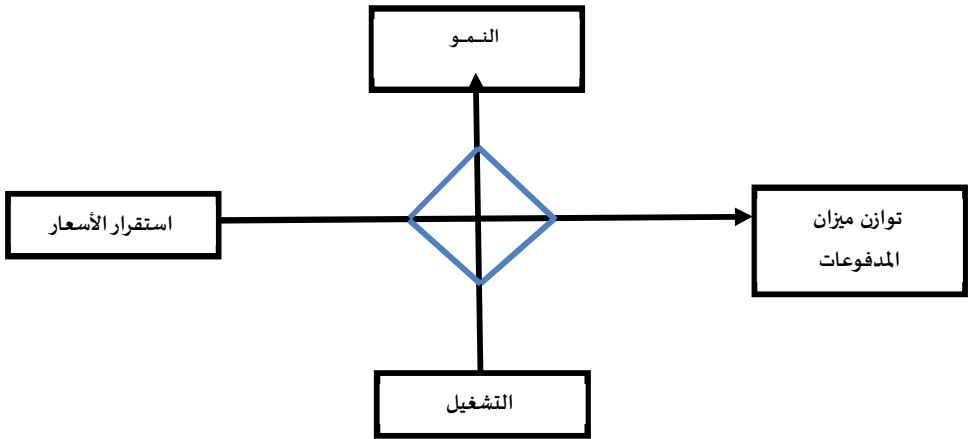 النـمـو
استقرار الأسعار
توازن ميزان
المدفوعات
التشغيل